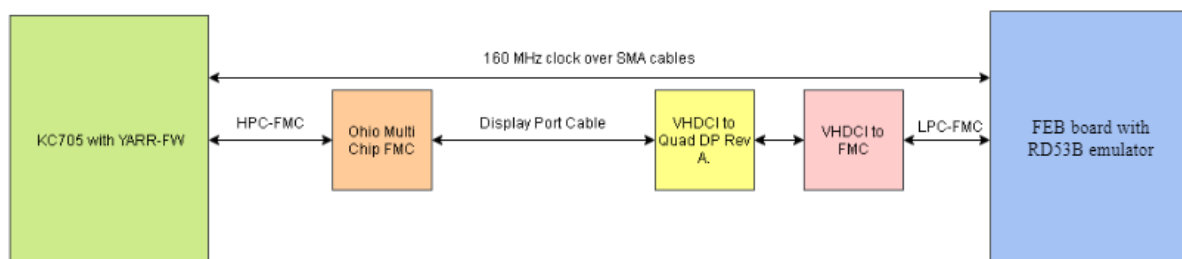 160 MHz clock over SMA cables
KC705 with YARR-FW
HPC-FMC
Ohio Multi
Chip FMC
Display Port Cable
VHDCI to
Quad DP Rev
A.
VHDCI to
FMC
LPC-FMC
FEB board with
RD53B emulator